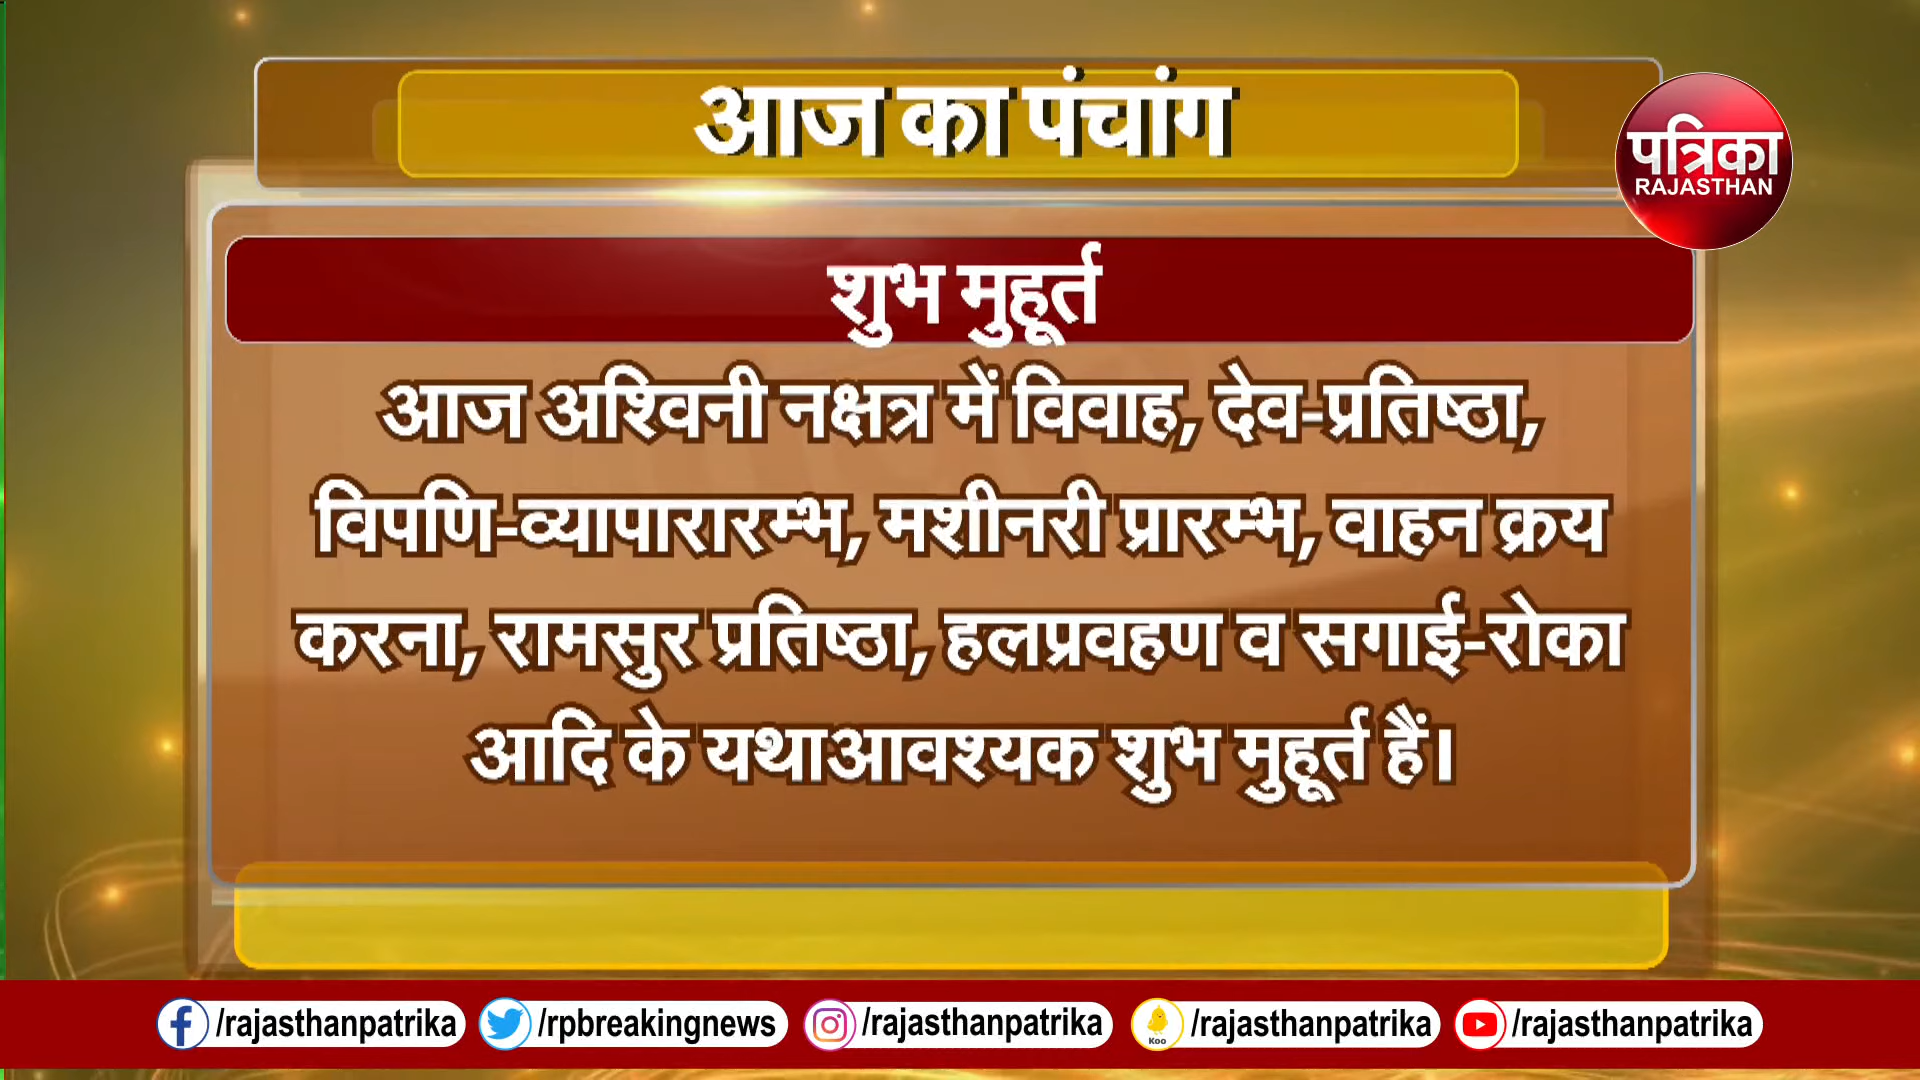 आज का पंचांग
पत्रिका
RAJASTHAN
शुभ मुहूर्त
आज अश्विनी नक्षत्र में विवाह, देव-प्रतिष्ठा,
विपणि-व्यापारारम्भ, मशीनरी प्रारम्भ, वाहन क्रय
करना, रामसुर प्रतिष्ठा, हलप्रवहण व सगाई-रोका
आदि के यथाआवश्यक शुभ मुहूर्त हैं।
/rajasthanpatrika /rpbreakingnews /rajasthanpatrika Koo /rajasthanpatrika /rajasthanpatrika